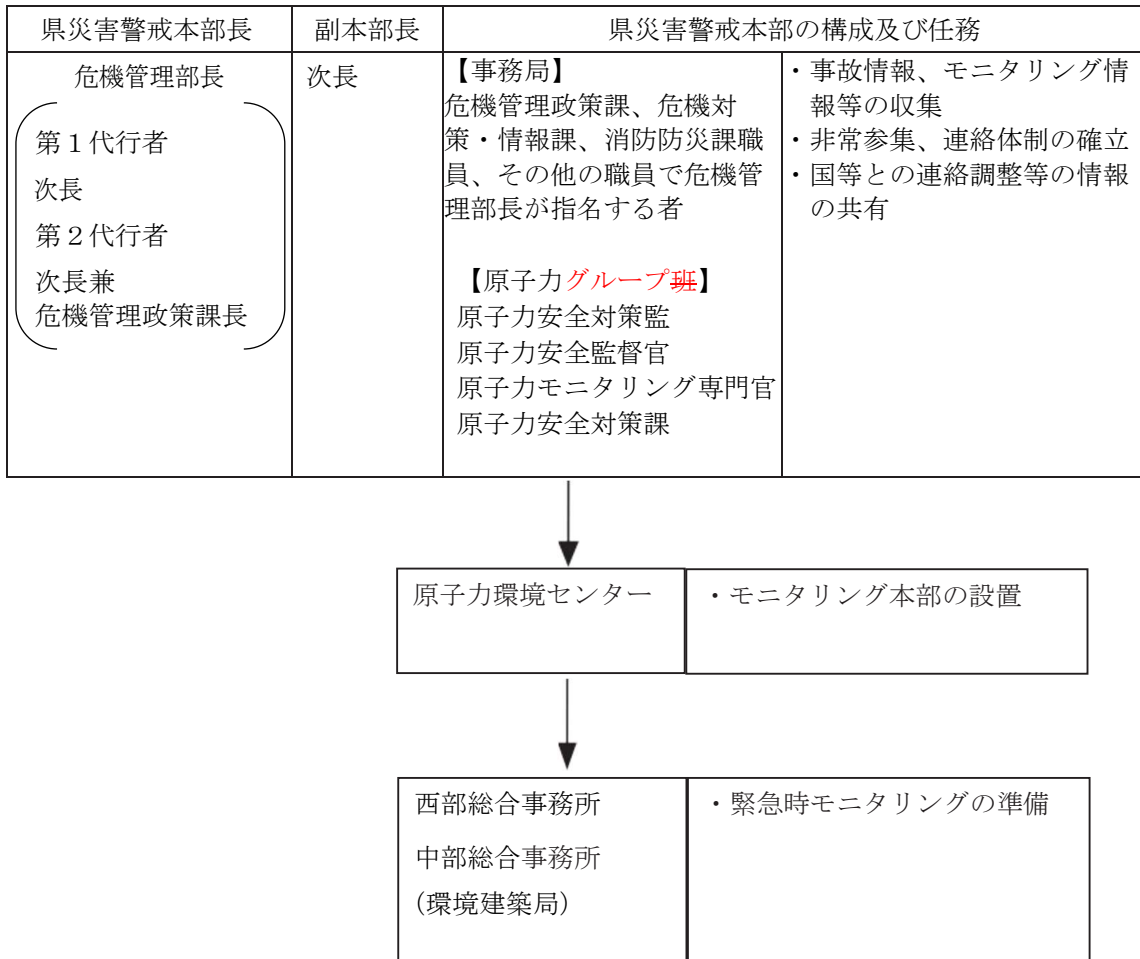 県災害警戒本部長
副本部長
県災害警戒本部の構成及び任務
危機管理部長
第1代行者
次長
第2代行者
次長兼
危機管理政策課長
次長
【事務局】
危機管理政策課、危機対
策・情報課、消防防災課職
員、その他の職員で危機管
理部長が指名する者
【原子力グループ班】
原子力安全対策監
原子力安全監督官
原子力モニタリング専門官
原子力安全対策課
・事故情報、モニタリング情
報等の収集
・非常参集、連絡体制の確立
・国等との連絡調整等の情報
の共有
原子力環境センター
・モニタリング本部の設置
西部総合事務所
中部総合事務所
(環境建築局)
・緊急時モニタリングの準備